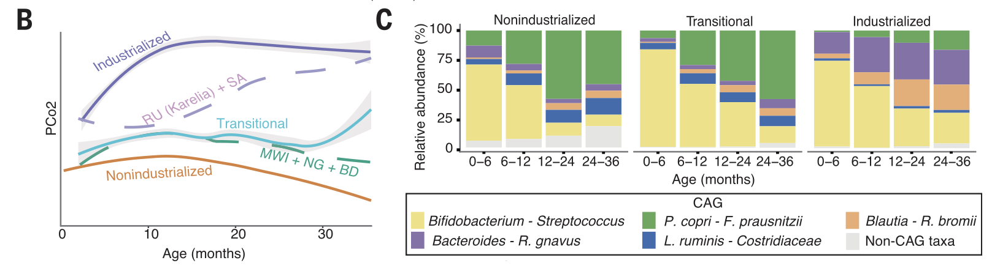 B
Industrialized
RU (Karelia) + SA
Transitional
MWI + NG + BD
Nonindustrialized
PCo2
0
10
20
30
Age (months)
C
Nonindustrialized
Transitional
Industrialized
Relative abundance (%)
100
75
50
25
0
0–6 6–12 12–24 24–36
0–6 6–12 12–24 24–36
0–6 6–12 12–24 24–36
Age (months)
CAG
Bifidobacterium - Streptococcus
P. copri - F. prausnitzii
Blautia - R. bromii
Bacteroides - R. gnavus
L. ruminis - Costridiaceae
Non-CAG taxa